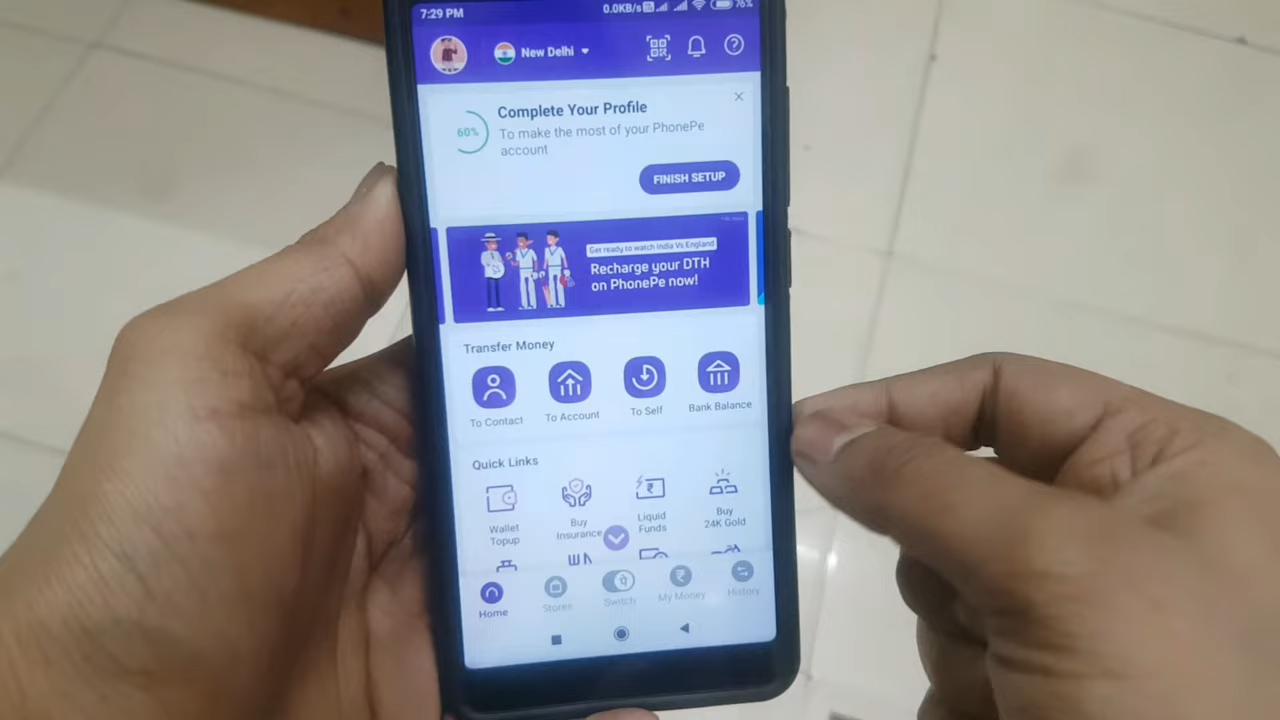 7:29 PM
0.0KB/s
76%
New Delhi
Complete Your Profile
60%
To make the most of your PhonePe
account
FINISH SETUP
Get ready to watch India Vs England
Recharge your DTH
on PhonePe now!
Transfer Money
To Contact
To Account
To Self
Bank Balance
Quick Links
Wallet
Topup
Buy
Insurance
Liquid
Funds
Buy
24K Gold
Home
Stores
Switch
My Money
History